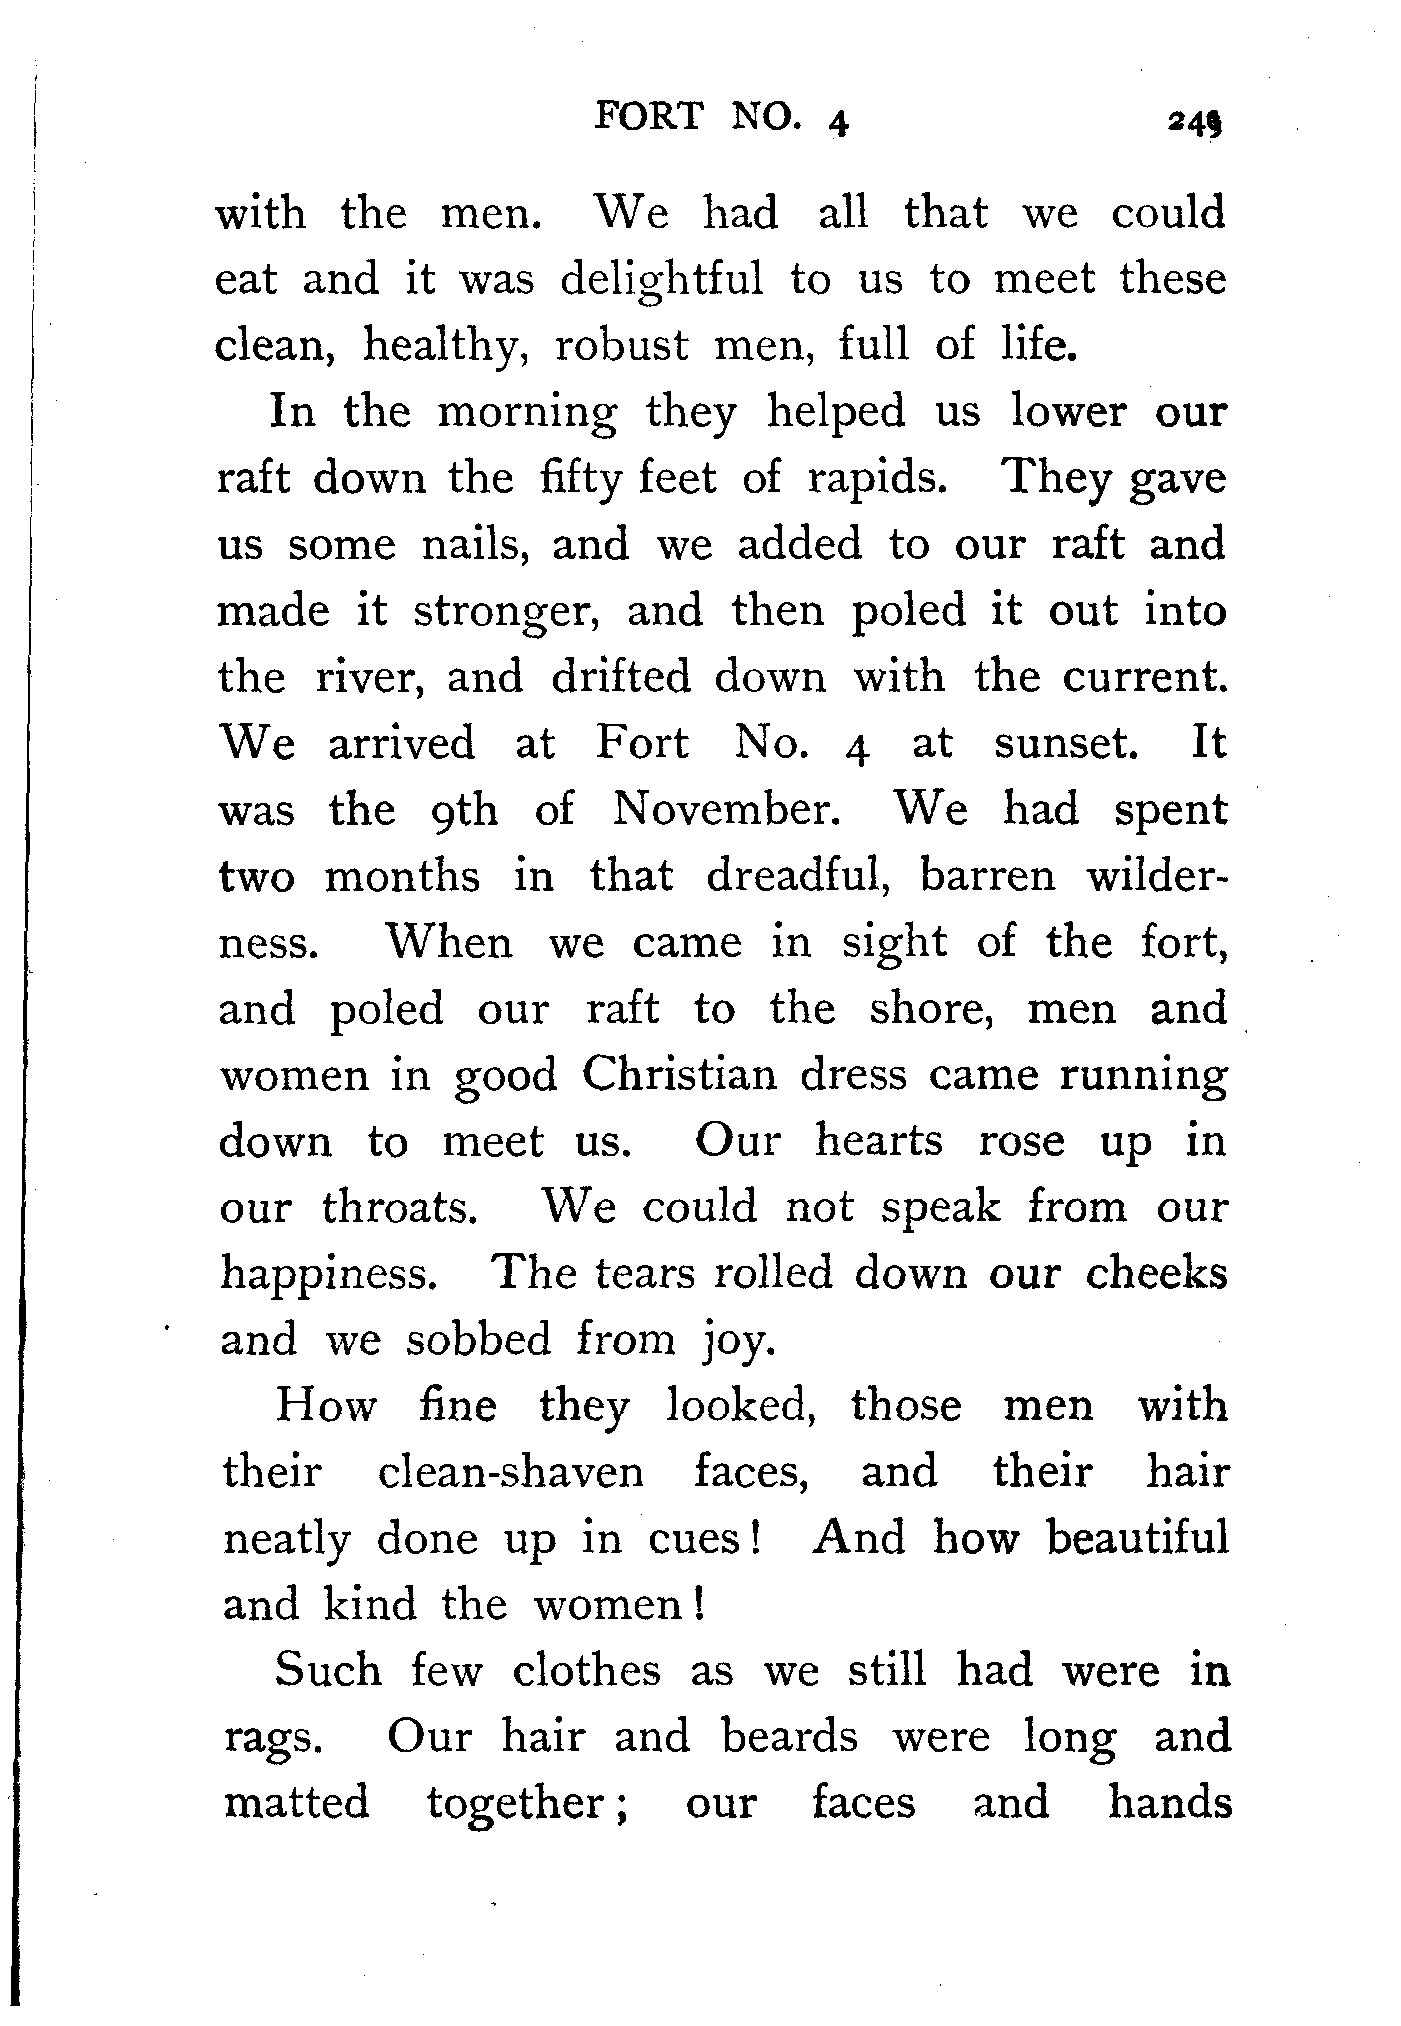 FORT NO. 4 249
with the men. We had all that we could
eat and it was delightful to us to meet these
clean, healthy, robust men, full of life.
In the morning they helped us lower our
raft down the fifty feet of rapids. They gave
us some nails, and we added to our raft and
made it stronger, and then poled it out into
the river, and drifted down with the current.
We arrived at Fort No. 4 at sunset. It
was the 9th of November. We had spent
two months in that dreadful, barren wilder-
ness. When we came in sight of the fort,
and poled our raft to the shore, men and
women in good Christian dress came running
down to meet us. Our hearts rose up in
our throats. We could not speak from our
happiness. The tears rolled down our cheeks
and we sobbed from joy.
How fine they looked, those men with
their clean-shaven faces, and their hair
neatly done up in cues! And how beautiful
and kind the women!
Such few clothes as we still had were in
rags. Our hair and beards were long and
matted together; our faces and hands